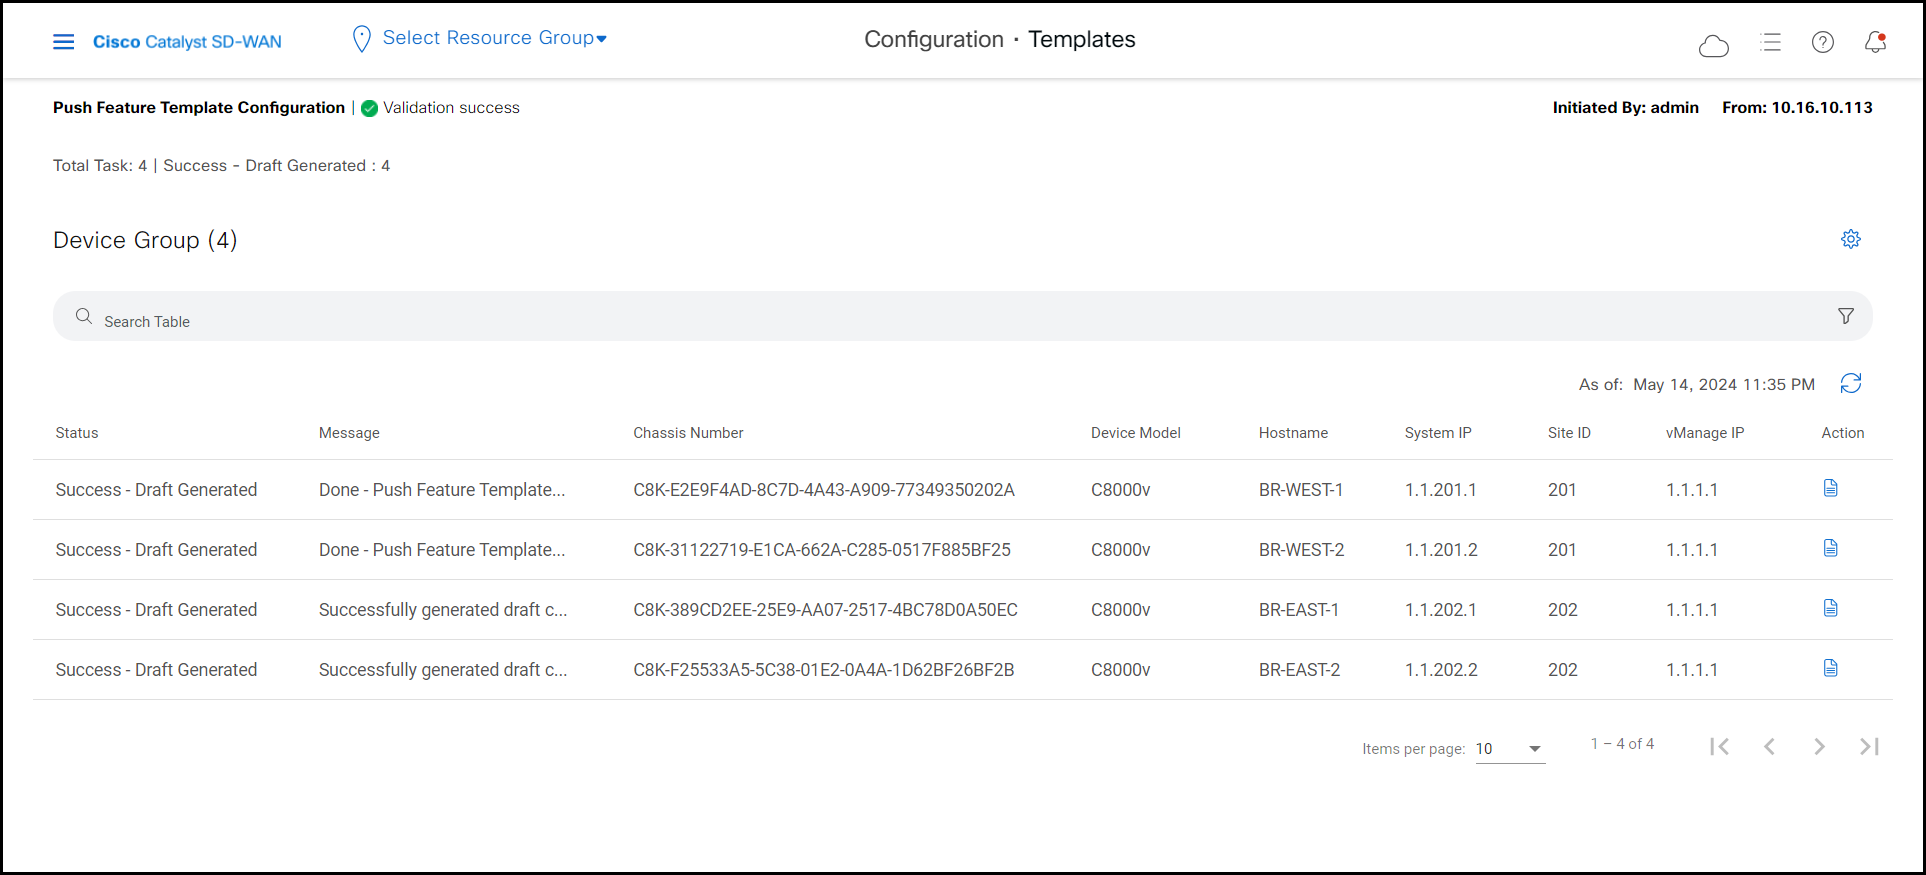 Cisco Catalyst SD-WAN
Select Resource Group
Configuration · Templates
Push Feature Template Configuration | Validation success
Initiated By: admin From: 10.16.10.113
Total Task: 4 | Success - Draft Generated : 4
Device Group (4)
Search Table
As of: May 14, 2024 11:35 PM
Status Message Chassis Number Device Model Hostname System IP Site ID vManage IP Action
Success - Draft Generated Done - Push Feature Template... C8K-E2E9F4AD-8C7D-4A43-A909-77349350202A C8000v BR-WEST-1 1.1.201.1 201 1.1.1.1
Success - Draft Generated Done - Push Feature Template... C8K-31122719-E1CA-662A-C285-0517F885BF25 C8000v BR-WEST-2 1.1.201.2 201 1.1.1.1
Success - Draft Generated Successfully generated draft c... C8K-389CD2EE-25E9-AA07-2517-4BC78D0A50EC C8000v BR-EAST-1 1.1.202.1 202 1.1.1.1
Success - Draft Generated Successfully generated draft c... C8K-F25533A5-5C38-01E2-0A4A-1D62BF26BF2B C8000v BR-EAST-2 1.1.202.2 202 1.1.1.1
Items per page: 10 1 – 4 of 4